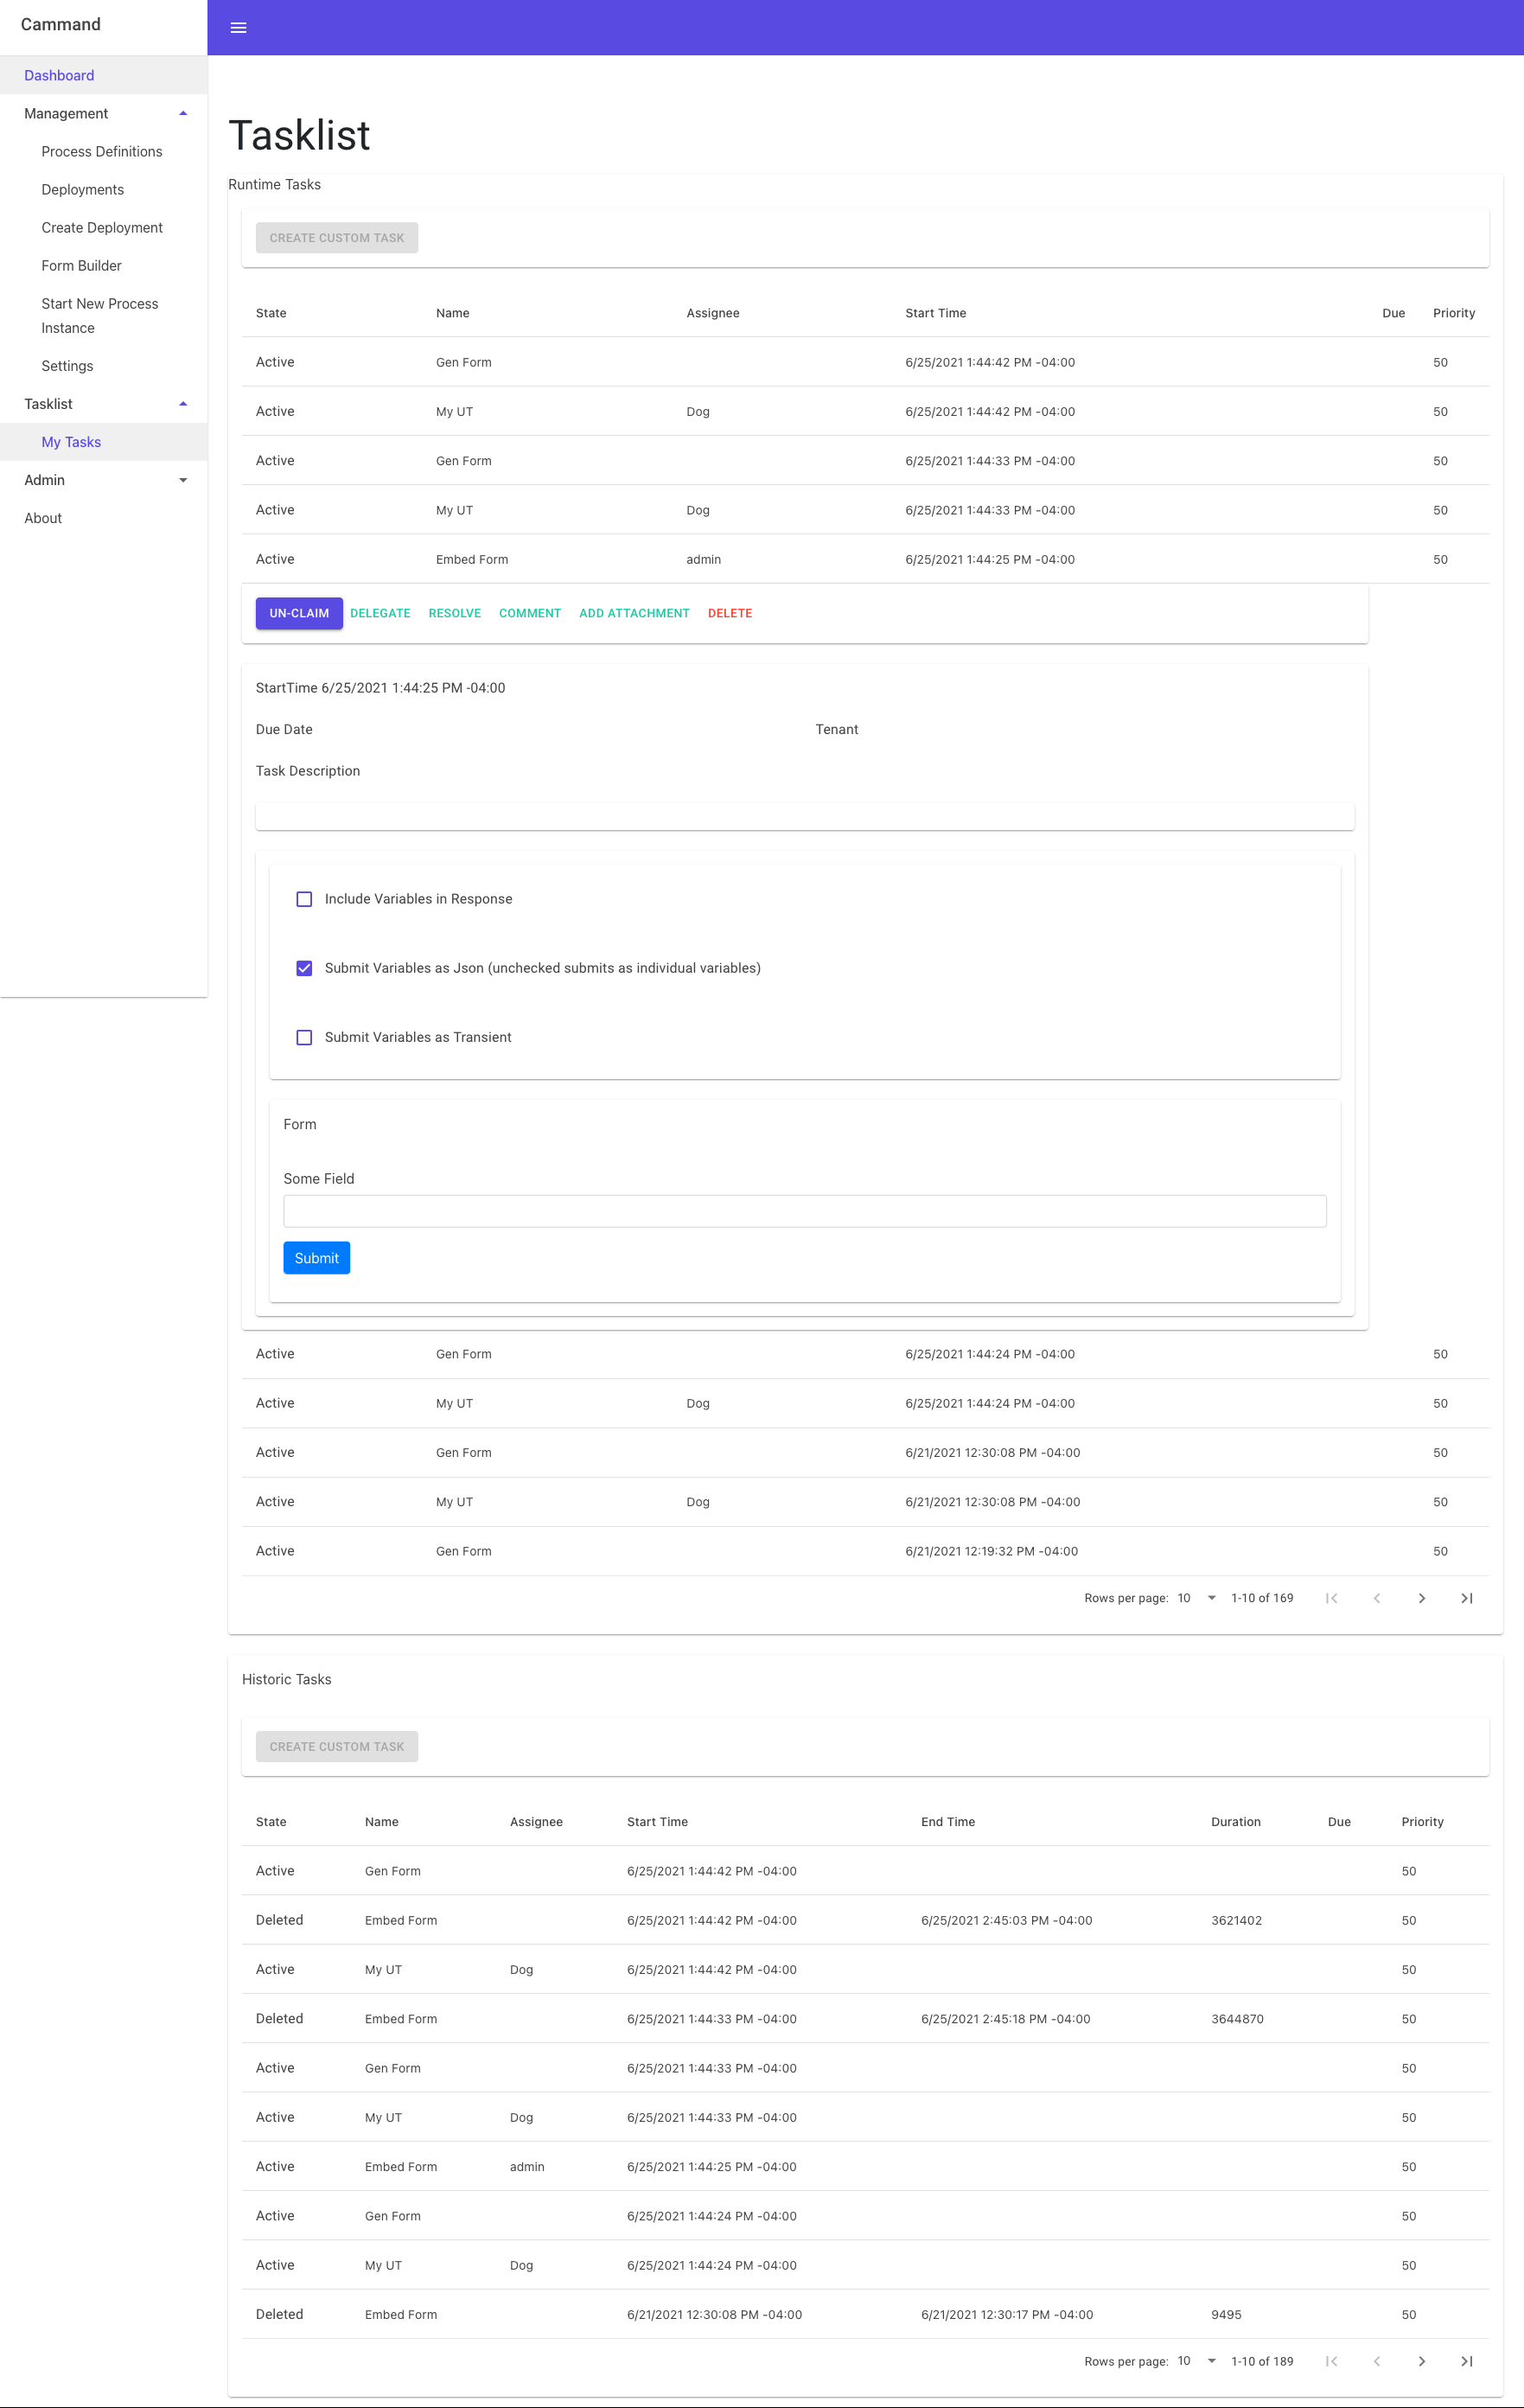 Cammand
Dashboard
Management
Process Definitions
Deployments
Create Deployment
Form Builder
Start New Process
Instance
Settings
Tasklist
My Tasks
Admin
About
Tasklist
Runtime Tasks
CREATE CUSTOM TASK
State Name Assignee Start Time Due Priority
Active Gen Form 6/25/2021 1:44:42 PM -04:00 50
Active My UT Dog 6/25/2021 1:44:42 PM -04:00 50
Active Gen Form 6/25/2021 1:44:33 PM -04:00 50
Active My UT Dog 6/25/2021 1:44:33 PM -04:00 50
Active Embed Form admin 6/25/2021 1:44:25 PM -04:00 50
UN-CLAIM DELEGATE RESOLVE COMMENT ADD ATTACHMENT DELETE
StartTime 6/25/2021 1:44:25 PM -04:00
Due Date Tenant
Task Description
Include Variables in Response
Submit Variables as Json (unchecked submits as individual variables)
Submit Variables as Transient
Form
Some Field
Submit
Active Gen Form 6/25/2021 1:44:24 PM -04:00 50
Active My UT Dog 6/25/2021 1:44:24 PM -04:00 50
Active Gen Form 6/21/2021 12:30:08 PM -04:00 50
Active My UT Dog 6/21/2021 12:30:08 PM -04:00 50
Active Gen Form 6/21/2021 12:19:32 PM -04:00 50
Rows per page: 10 1-10 of 169
Historic Tasks
CREATE CUSTOM TASK
State Name Assignee Start Time End Time Duration Due Priority
Active Gen Form 6/25/2021 1:44:42 PM -04:00 50
Deleted Embed Form 6/25/2021 1:44:42 PM -04:00 6/25/2021 2:45:03 PM -04:00 3621402 50
Active My UT Dog 6/25/2021 1:44:42 PM -04:00 50
Deleted Embed Form 6/25/2021 1:44:33 PM -04:00 6/25/2021 2:45:18 PM -04:00 3644870 50
Active Gen Form 6/25/2021 1:44:33 PM -04:00 50
Active My UT Dog 6/25/2021 1:44:33 PM -04:00 50
Active Embed Form admin 6/25/2021 1:44:25 PM -04:00 50
Active Gen Form 6/25/2021 1:44:24 PM -04:00 50
Active My UT Dog 6/25/2021 1:44:24 PM -04:00 50
Deleted Embed Form 6/21/2021 12:30:08 PM -04:00 6/21/2021 12:30:17 PM -04:00 9495 50
Rows per page: 10 1-10 of 189